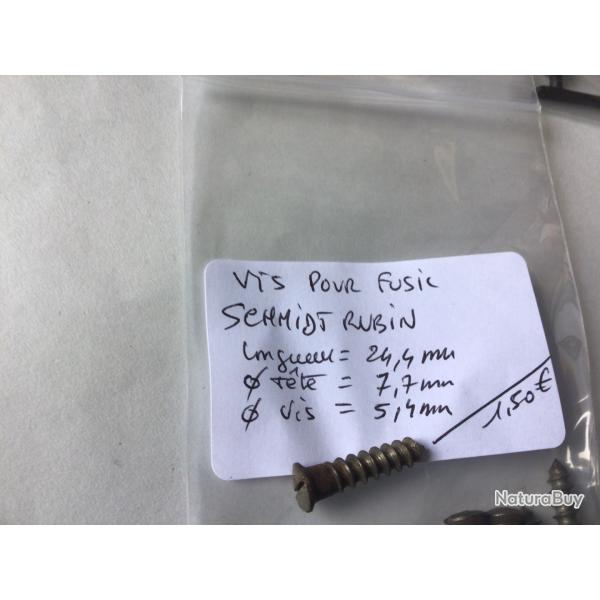 VIS POUR FUSIL
SCHMIDT RUBIN
longueur = 24,4 mm
Ø tête = 7,7 mm
Ø vis = 5,4 mm
1,50 €
NaturaBuy